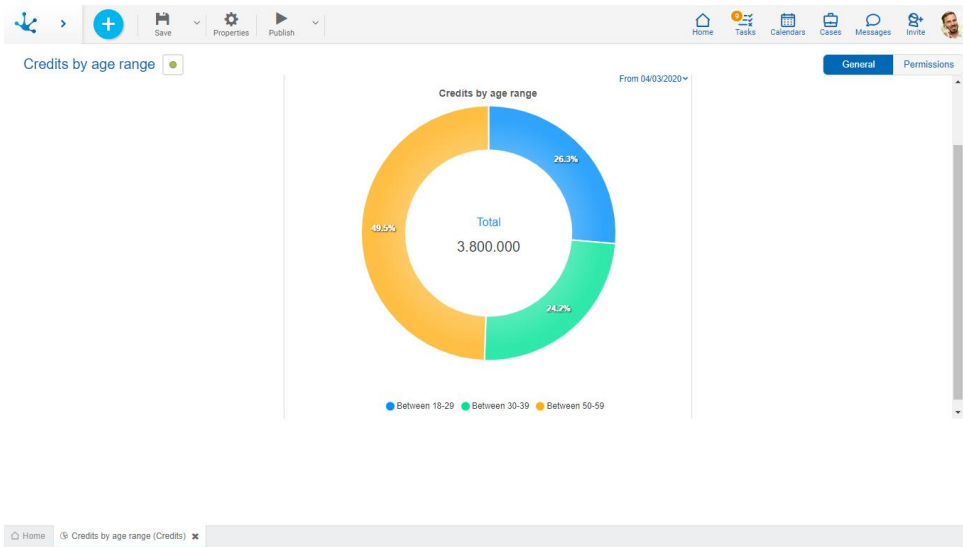 Save
Properties
Publish
Home
9
Tasks
Calendars
Cases
Messages
Invite
Credits by age range
General
Permissions
From 04/03/2020
Credits by age range
26.3%
49.5%
24.2%
Total
3.800.000
Between 18-29 Between 30-39 Between 50-59
Home
Credits by age range (Credits)